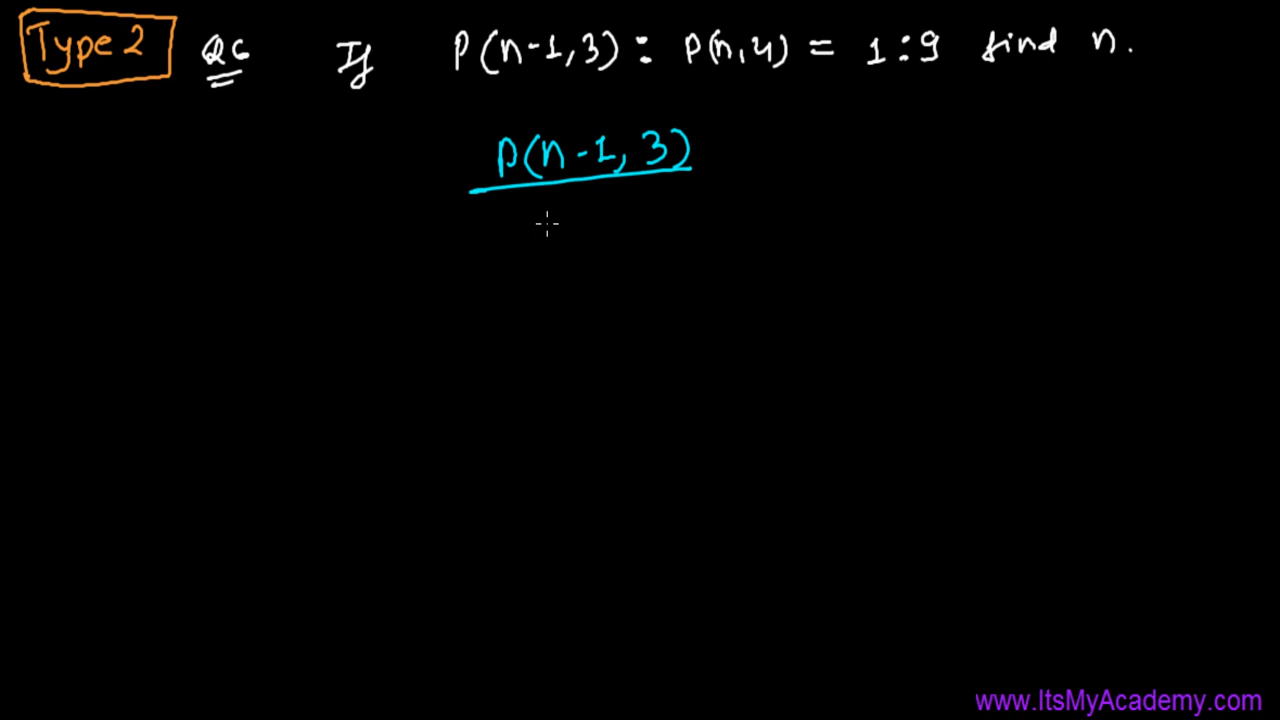 Type 2 Q6 If P(n-1,3) : P(n,4) = 1:9 find n.
P(n-1, 3)
www.ItsMyAcademy.com